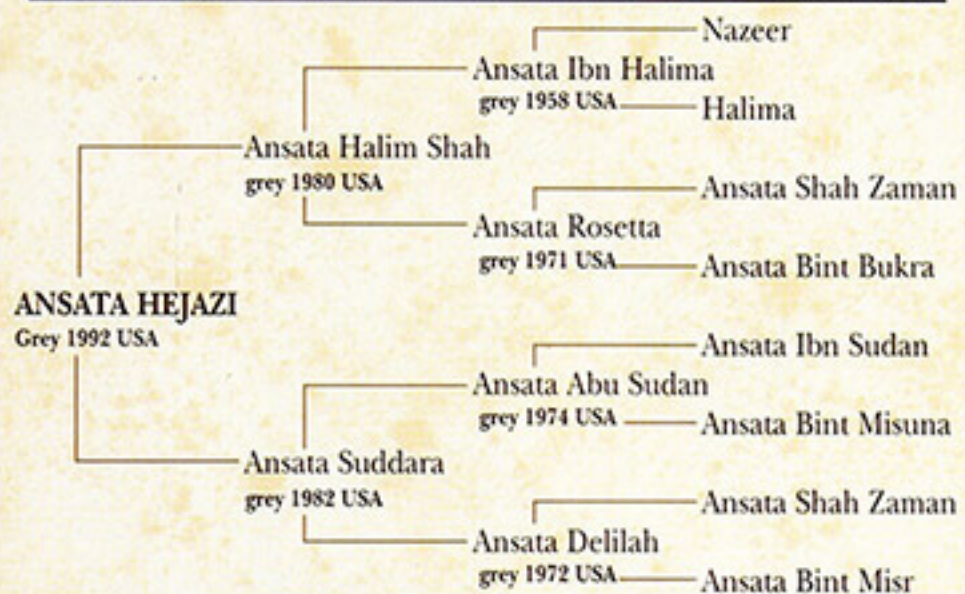 Nazeer
Ansata Ibn Halima
grey 1958 USA
Halima
Ansata Halim Shah
grey 1980 USA
Ansata Shah Zaman
Ansata Rosetta
grey 1971 USA
Ansata Bint Bukra
ANSATA HEJAZI
Grey 1992 USA
Ansata Ibn Sudan
Ansata Abu Sudan
grey 1974 USA
Ansata Bint Misuna
Ansata Suddara
grey 1982 USA
Ansata Shah Zaman
Ansata Delilah
grey 1972 USA
Ansata Bint Misr